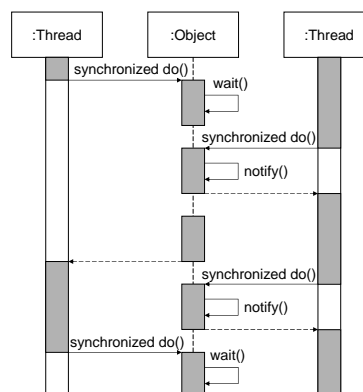 :Thread :Object :Thread
synchronized do()
wait()
synchronized do()
notify()
synchronized do()
notify()
synchronized do()
wait()